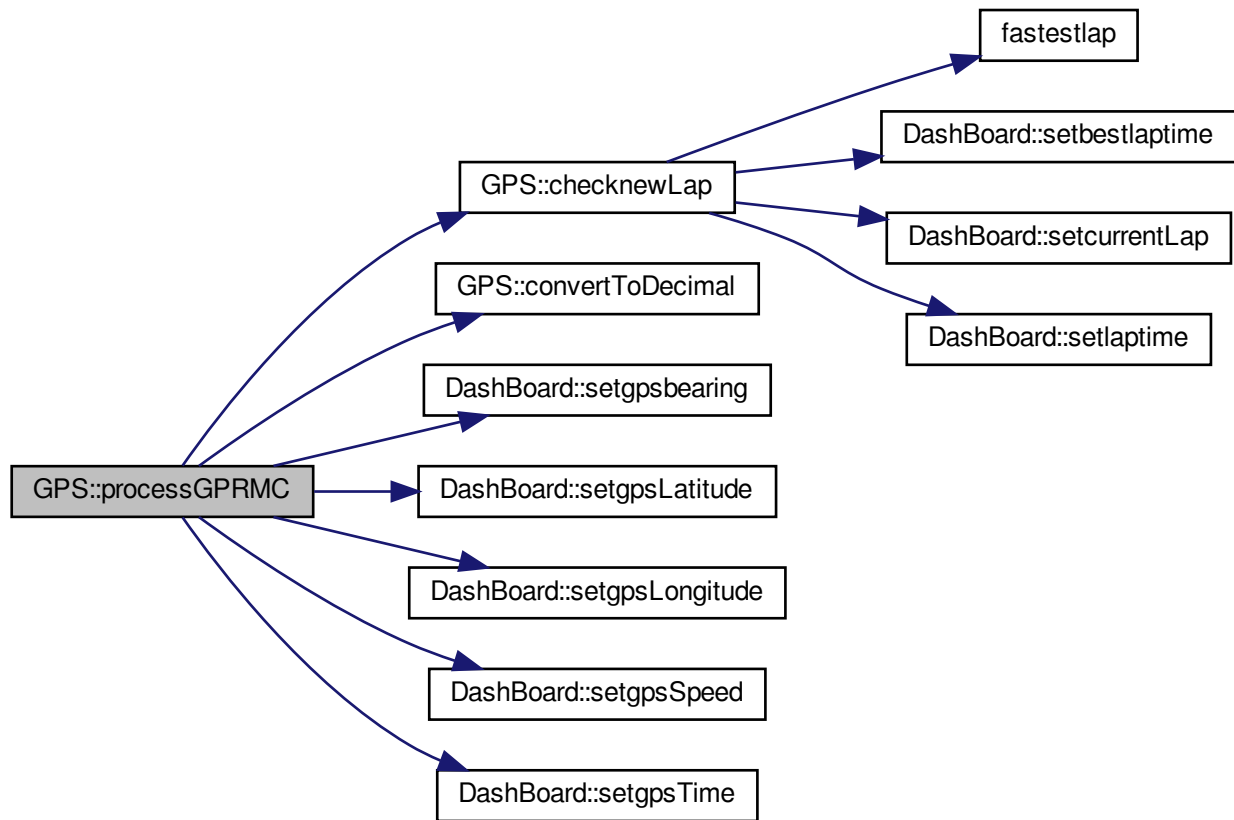 fastestlap
DashBoard::setbestlaptime
GPS::checknewLap
DashBoard::setcurrentLap
GPS::convertToDecimal
DashBoard::setlaptime
DashBoard::setgpsbearing
GPS::processGPRMC
DashBoard::setgpsLatitude
DashBoard::setgpsLongitude
DashBoard::setgpsSpeed
DashBoard::setgpsTime